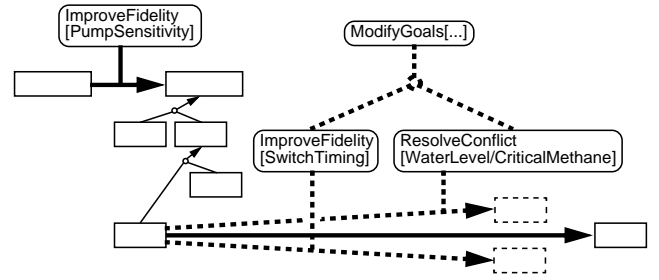 ImproveFidelity
[PumpSensitivity]
ModifyGoals[...]
ImproveFidelity
[SwitchTiming]
ResolveConflict
[WaterLevel/CriticalMethane]